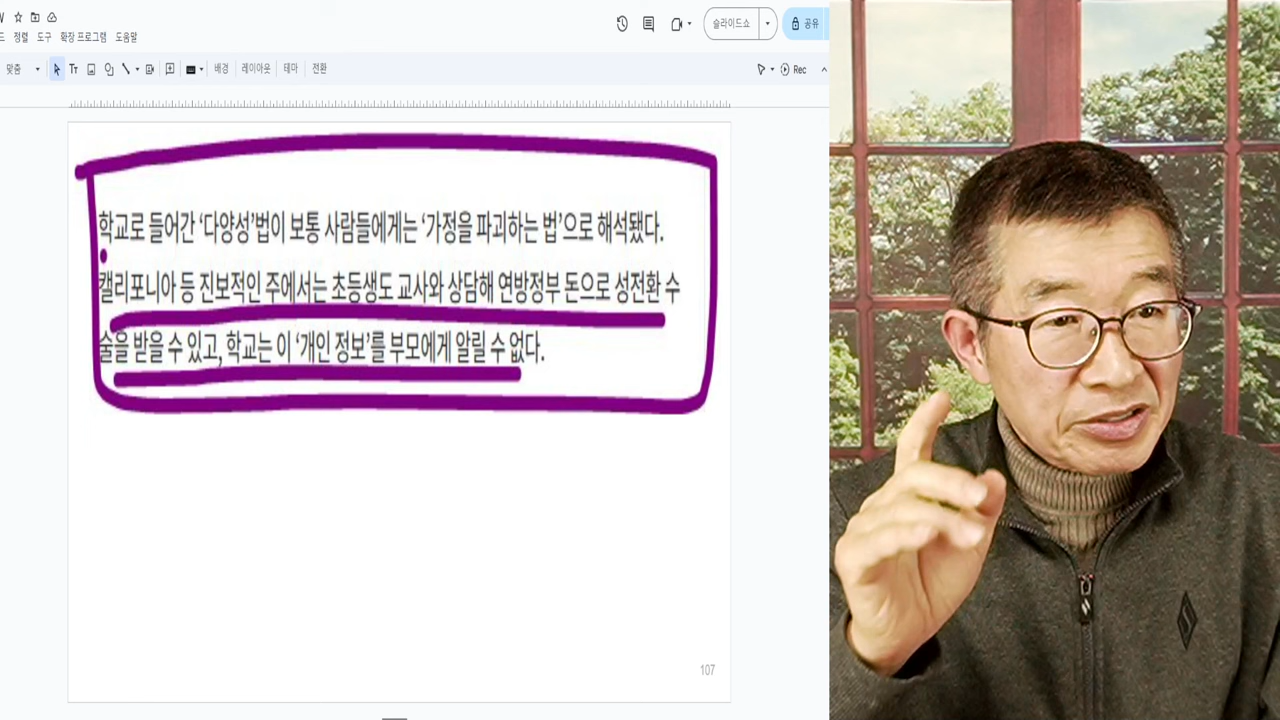 정렬 도구 확장 프로그램 도움말
슬라이드쇼
공유
맞춤
Tт
배경 레이아웃 테마 전환
Rec
학교로 들어간 ‘다양성’법이 보통 사람들에게는 ‘가정을 파괴하는 법’으로 해석됐다.
캘리포니아 등 진보적인 주에서는 초등생도 교사와 상담해 연방정부 돈으로 성전환 수
술을 받을 수 있고, 학교는 이 ‘개인 정보’를 부모에게 알릴 수 없다.
107